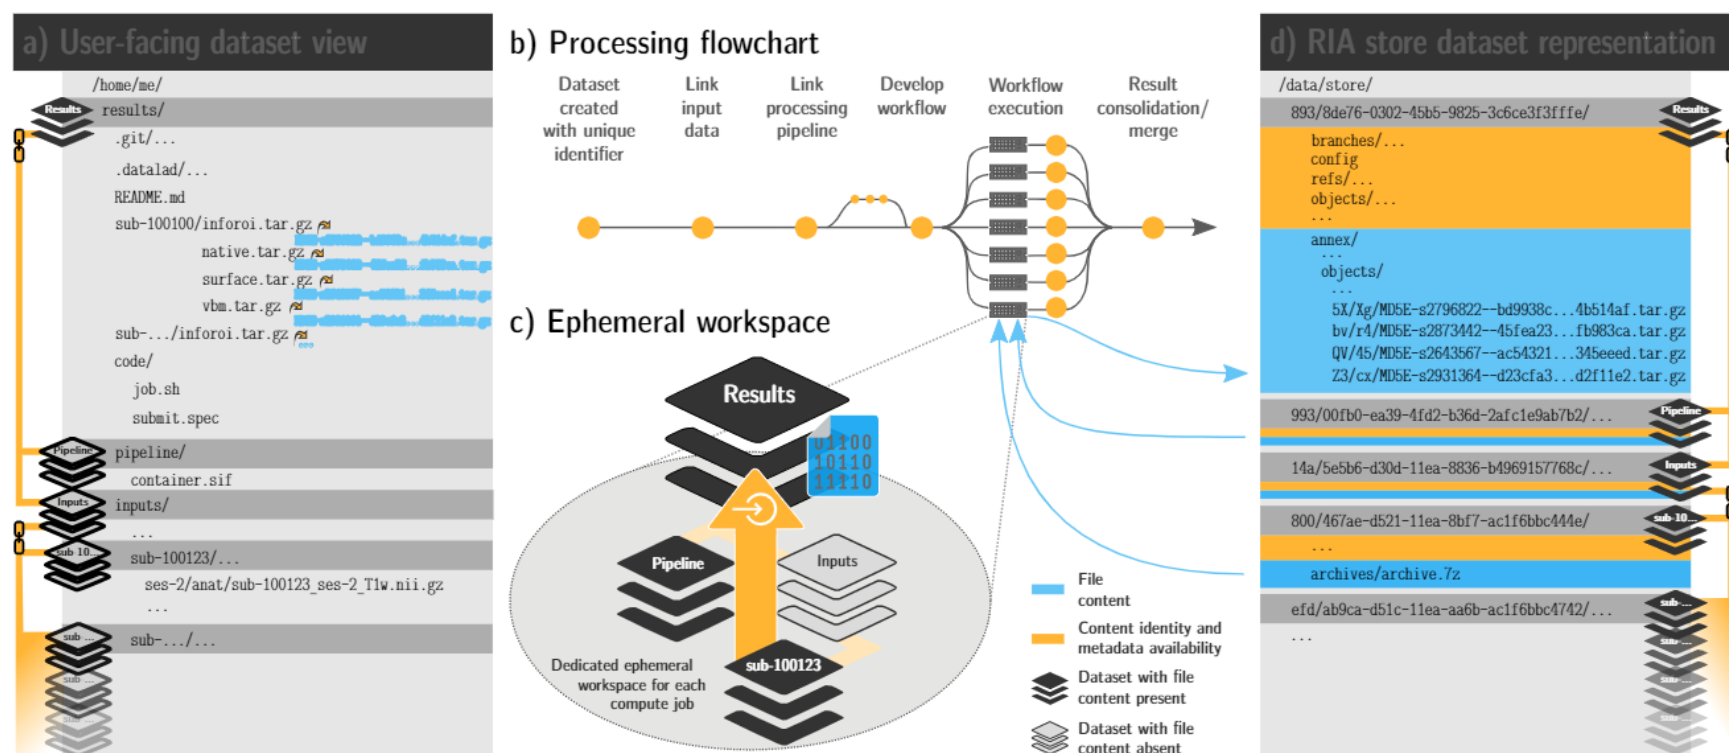 a) User-facing dataset view
/home/me/
Results
results/
.git/...
.datalad/...
README.md
sub-100100/inforoi.tar.gz
native.tar.gz
surface.tar.gz
vbm.tar.gz
sub-.../inforoi.tar.gz
code/
job.sh
submit.spec
Pipeline
pipeline/
container.sif
Inputs
inputs/
...
sub-10...
sub-100123/...
ses-2/anat/sub-100123_ses-2_T1w.nii.gz
...
sub-...
sub-.../...
sub-...
sub-...
b) Processing flowchart
Dataset
created
with unique
identifier
Link
input
data
Link
processing
pipeline
Develop
workflow
Workflow
execution
Result
consolidation/
merge
c) Ephemeral workspace
Results
01100
10110
11110
Pipeline
Inputs
sub-100123
Dedicated ephemeral
workspace for each
compute job
File
content
Content identity and
metadata availability
Dataset with file
content present
Dataset with file
content absent
d) RIA store dataset representation
/data/store/
893/8de76-0302-45b5-9825-3c6ce3f3fffe/
Results
branches/...
config
refs/...
objects/...
...
annex/
...
objects/
...
5X/Xg/MD5E-s2796822--bd9938c...4b514af.tar.gz
bv/r4/MD5E-s2873442--45fea23...fb983ca.tar.gz
QV/45/MD5E-s2643567--ac54321...345eeed.tar.gz
Z3/cx/MD5E-s2931364--d23cfa3...d2f11e2.tar.gz
993/00fb0-ea39-4fd2-b36d-2afc1e9ab7b2/...
Pipeline
14a/5e5b6-d30d-11ea-8836-b4969157768c/...
Inputs
800/467ae-d521-11ea-8bf7-ac1f6bbc444e/
sub-10...
...
archives/archive.7z
efd/ab9ca-d51c-11ea-aa6b-ac1f6bbc4742/...
sub-...
...
sub-...
sub-...
sub-...